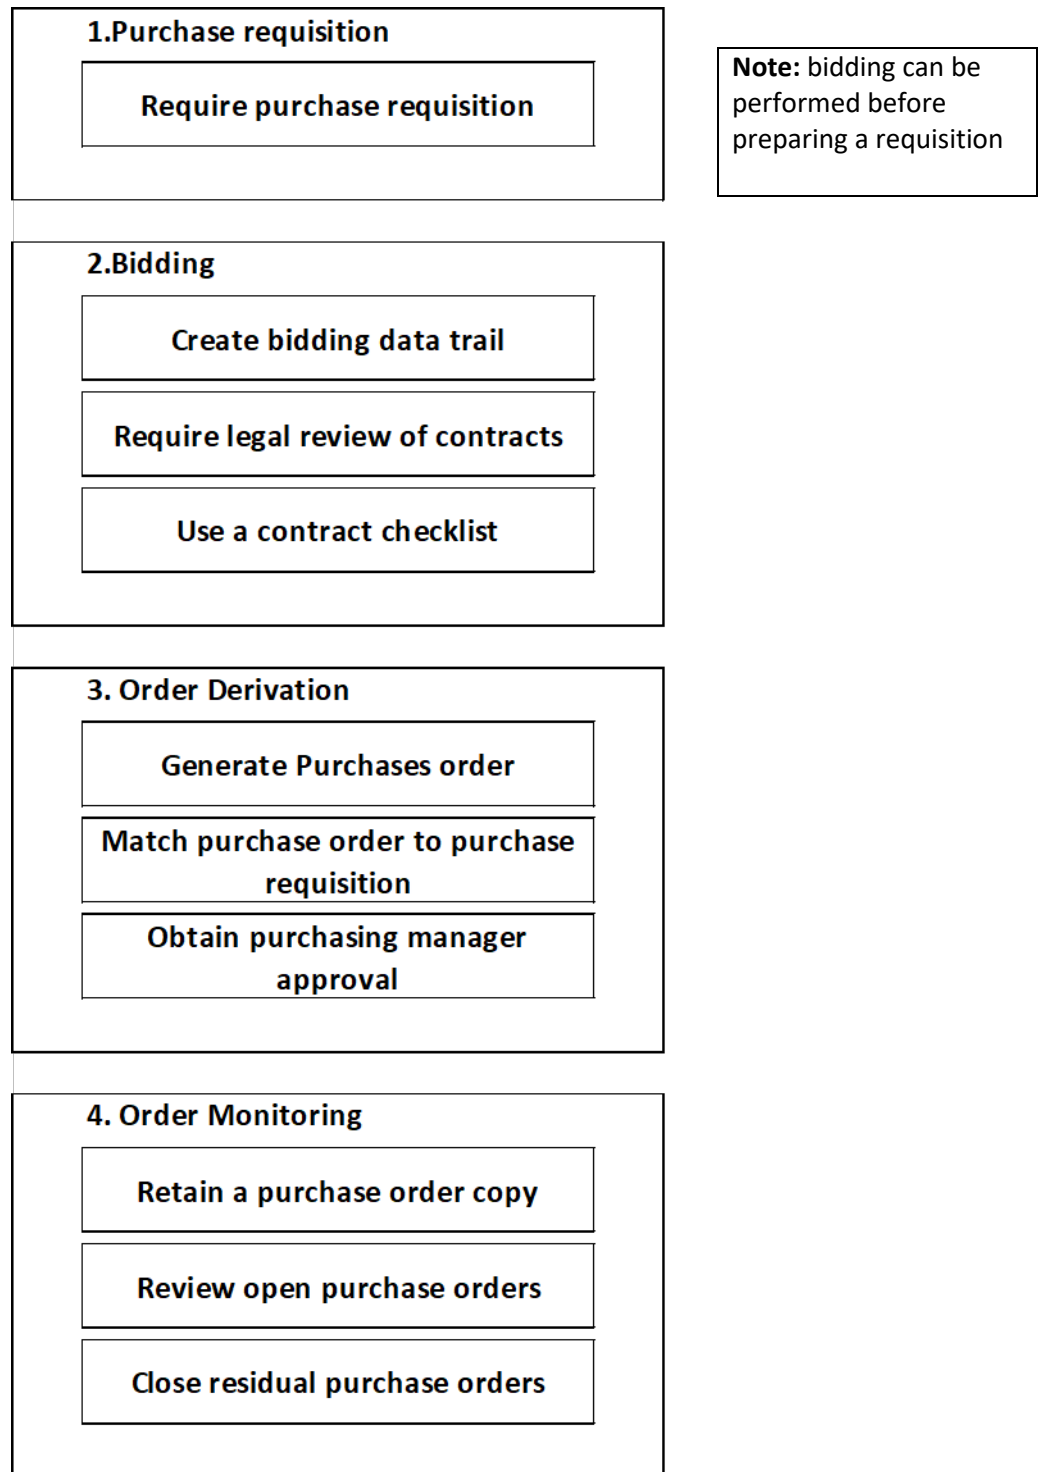 1.Purchase requisition
Require purchase requisition
Note: bidding can be
performed before
preparing a requisition
2.Bidding
Create bidding data trail
Require legal review of contracts
Use a contract checklist
3. Order Derivation
Generate Purchases order
Match purchase order to purchase
requisition
Obtain purchasing manager
approval
4. Order Monitoring
Retain a purchase order copy
Review open purchase orders
Close residual purchase orders